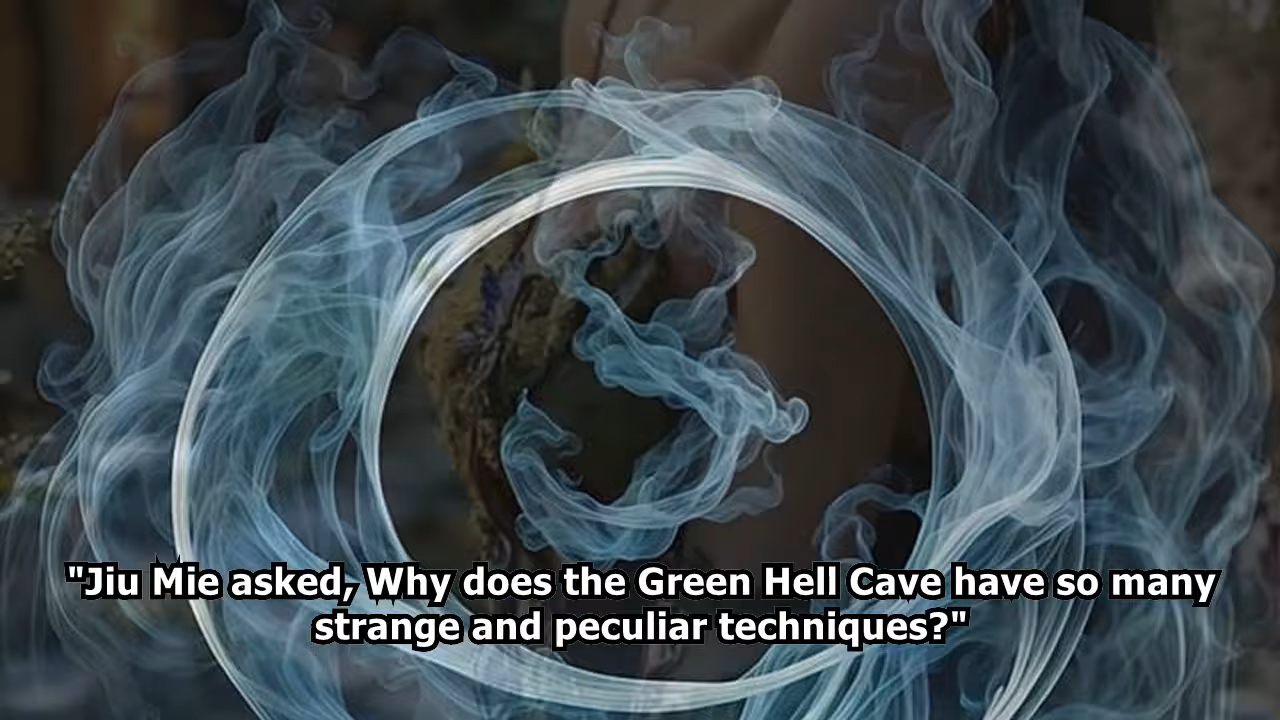 "Jiu Mie asked, Why does the Green Hell Cave have so many
strange and peculiar techniques?"